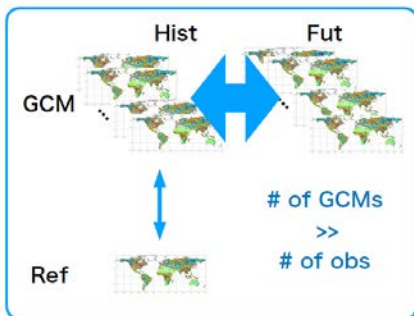 Hist Fut
GCM
# of GCMs
>>
# of obs
Ref